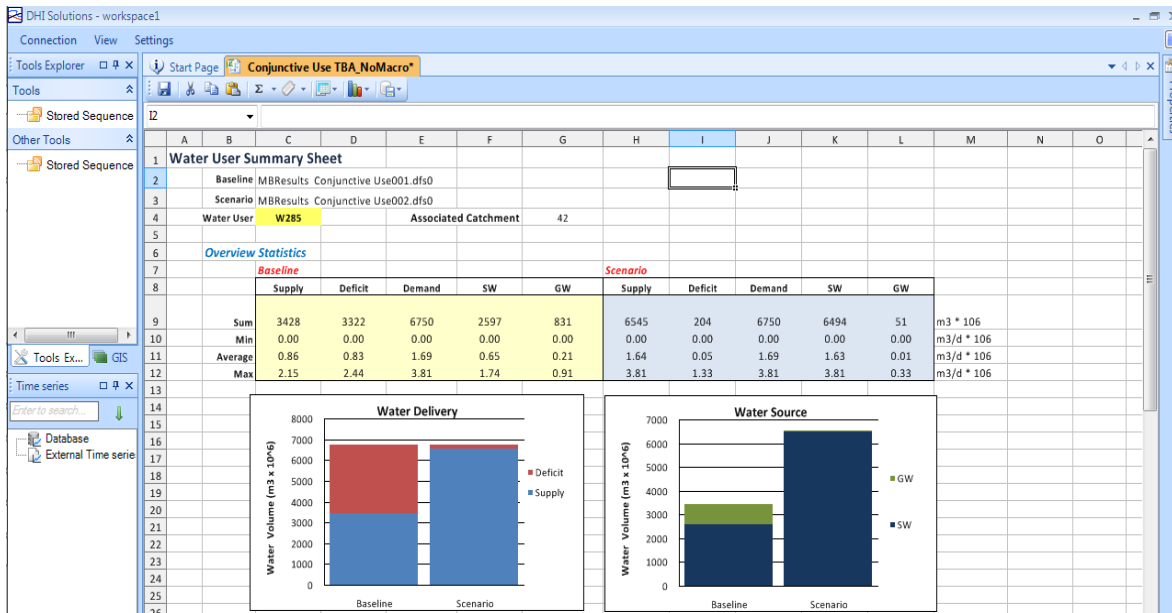 DHI Solutions - workspace1
Connection View Settings
Tools Explorer
Start Page Conjunctive Use TBA_NoMacro*
Tools
Stored Sequence
Other Tools
Stored Sequence
I2
A B C D E F G H I J K L M N O
1 Water User Summary Sheet
2 Baseline MBResults Conjunctive Use001.dfs0
3 Scenario MBResults Conjunctive Use002.dfs0
4 Water User W285 Associated Catchment 42
5
6 Overview Statistics
7 Baseline Scenario
8 Supply Deficit Demand SW GW Supply Deficit Demand SW GW
9 Sum 3428 3322 6750 2597 831 6545 204 6750 6494 51 m3 * 106
10 Min 0.00 0.00 0.00 0.00 0.00 0.00 0.00 0.00 0.00 0.00 m3/d * 106
11 Average 0.86 0.83 1.69 0.65 0.21 1.64 0.05 1.69 1.63 0.01 m3/d * 106
12 Max 2.15 2.44 3.81 1.74 0.91 3.81 1.33 3.81 3.81 0.33 m3/d * 106
13
14
15
16
17
18
19
20
21
22
23
24
25
Tools Ex... GIS
Time series
Enter to search...
Database
External Time serie
Water Delivery
Water Volume (m3 x 10^6)
8000
7000
6000
5000
4000
3000
2000
1000
0
Baseline Scenario
Deficit
Supply
Water Source
Water Volume (m3 x 10^6)
7000
6000
5000
4000
3000
2000
1000
0
Baseline Scenario
GW
SW